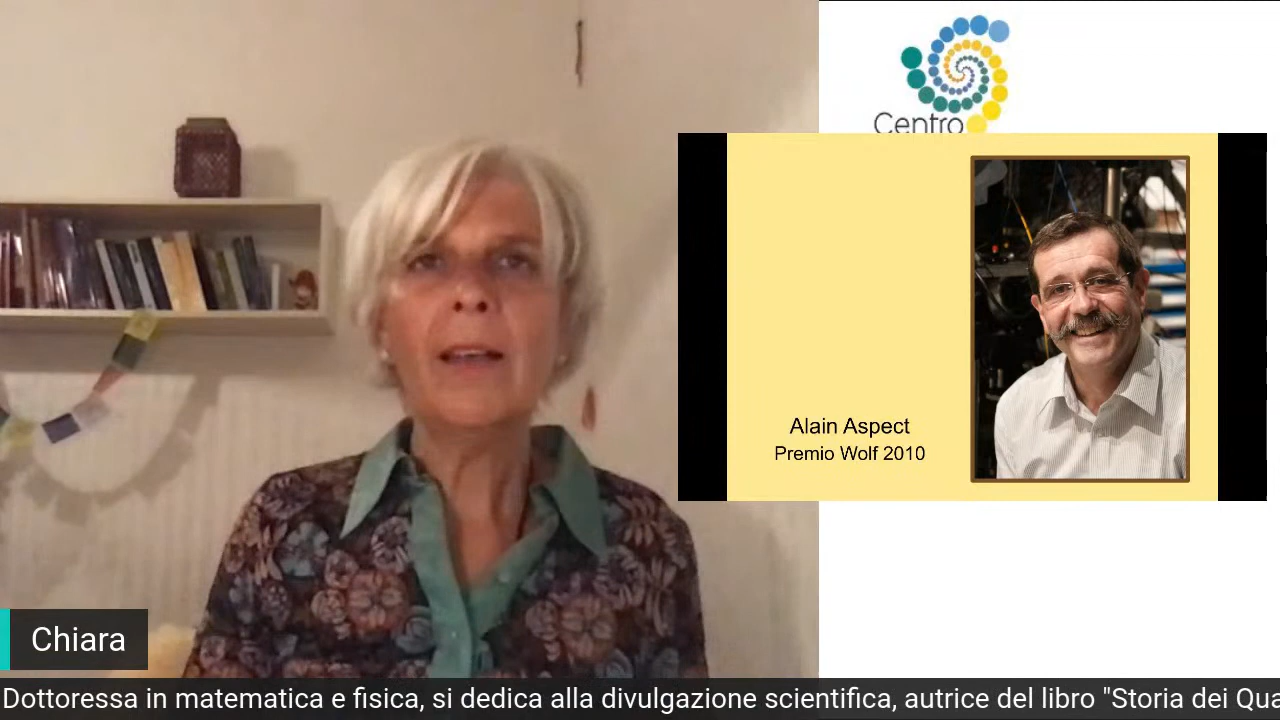 Centro
Alain Aspect
Premio Wolf 2010
Chiara
Dottoressa in matematica e fisica, si dedica alla divulgazione scientifica, autrice del libro "Storia dei Qua